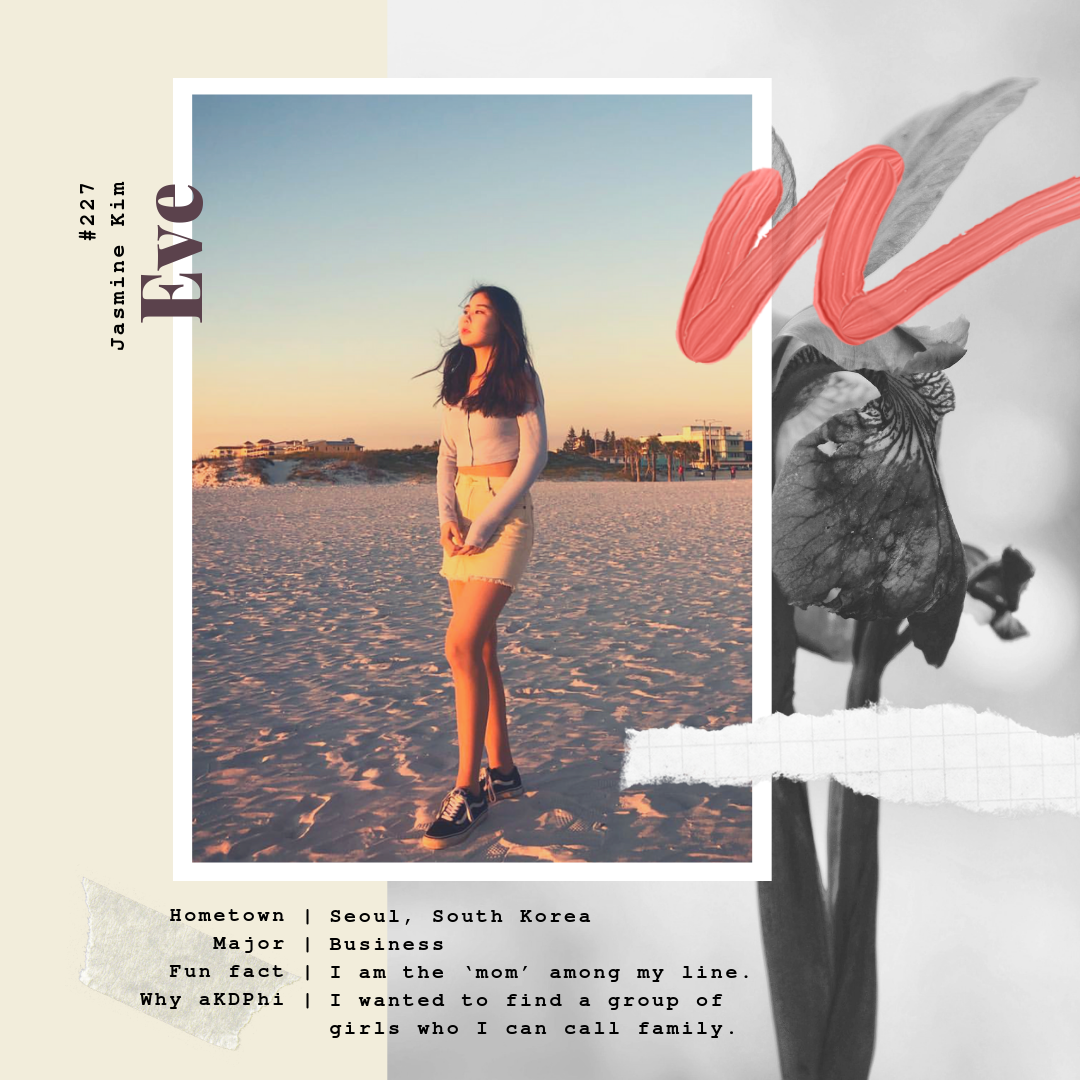 #227
Jasmine Kim
Eve
Hometown | Seoul, South Korea
Major | Business
Fun fact | I am the ‘mom’ among my line.
Why aKDPhi | I wanted to find a group of
girls who I can call family.